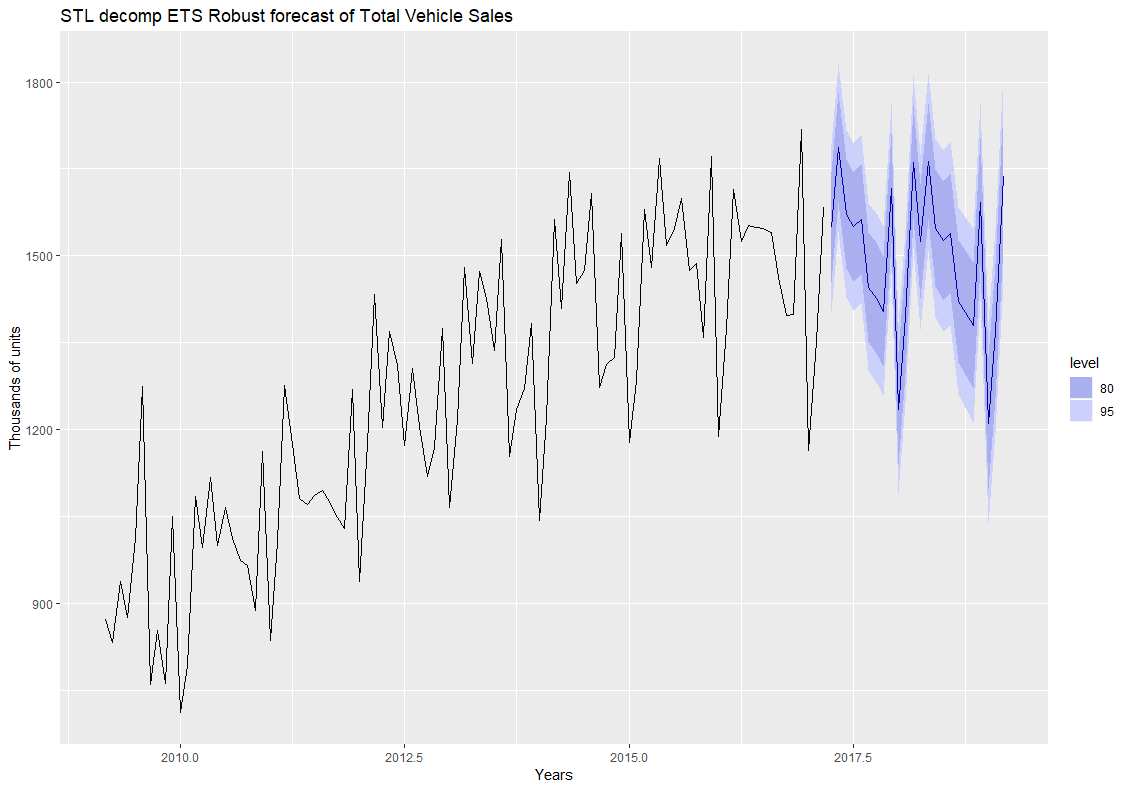 STL decomp ETS Robust forecast of Total Vehicle Sales
1800
1500
1200
900
Thousands of units
2010.0
2012.5
2015.0
2017.5
Years
level
80
95